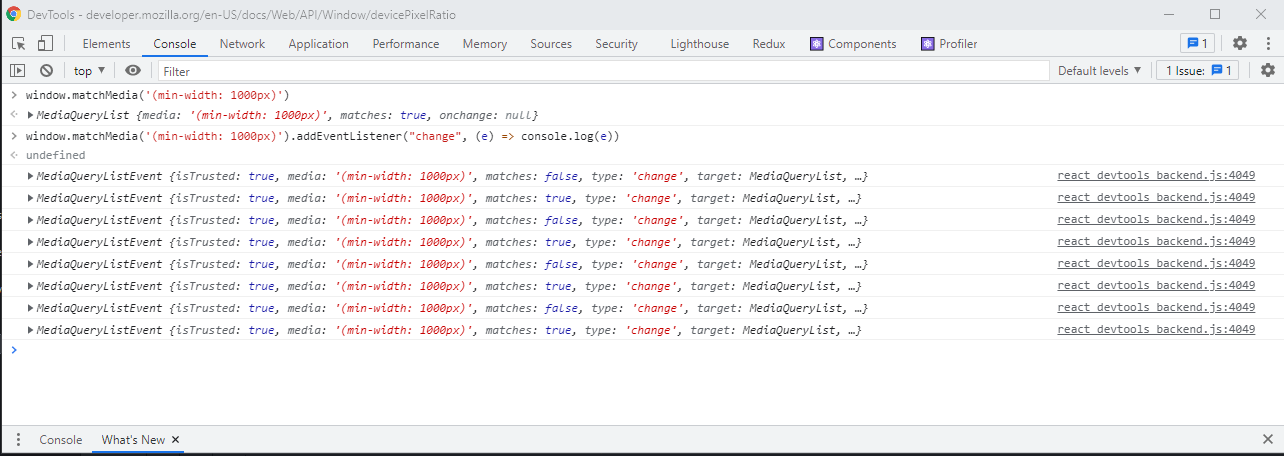 DevTools - developer.mozilla.org/en-US/docs/Web/API/Window/devicePixelRatio
Elements Console Network Application Performance Memory Sources Security Lighthouse Redux Components Profiler 1
top Filter Default levels 1 Issue: 1
window.matchMedia('(min-width: 1000px)')
MediaQueryList {media: '(min-width: 1000px)', matches: true, onchange: null}
window.matchMedia('(min-width: 1000px)').addEventListener("change", (e) => console.log(e))
undefined
MediaQueryListEvent {isTrusted: true, media: '(min-width: 1000px)', matches: false, type: 'change', target: MediaQueryList, …} react_devtools_backend.js:4049
MediaQueryListEvent {isTrusted: true, media: '(min-width: 1000px)', matches: true, type: 'change', target: MediaQueryList, …} react_devtools_backend.js:4049
MediaQueryListEvent {isTrusted: true, media: '(min-width: 1000px)', matches: false, type: 'change', target: MediaQueryList, …} react_devtools_backend.js:4049
MediaQueryListEvent {isTrusted: true, media: '(min-width: 1000px)', matches: true, type: 'change', target: MediaQueryList, …} react_devtools_backend.js:4049
MediaQueryListEvent {isTrusted: true, media: '(min-width: 1000px)', matches: false, type: 'change', target: MediaQueryList, …} react_devtools_backend.js:4049
MediaQueryListEvent {isTrusted: true, media: '(min-width: 1000px)', matches: true, type: 'change', target: MediaQueryList, …} react_devtools_backend.js:4049
MediaQueryListEvent {isTrusted: true, media: '(min-width: 1000px)', matches: false, type: 'change', target: MediaQueryList, …} react_devtools_backend.js:4049
MediaQueryListEvent {isTrusted: true, media: '(min-width: 1000px)', matches: true, type: 'change', target: MediaQueryList, …} react_devtools_backend.js:4049
Console What's New